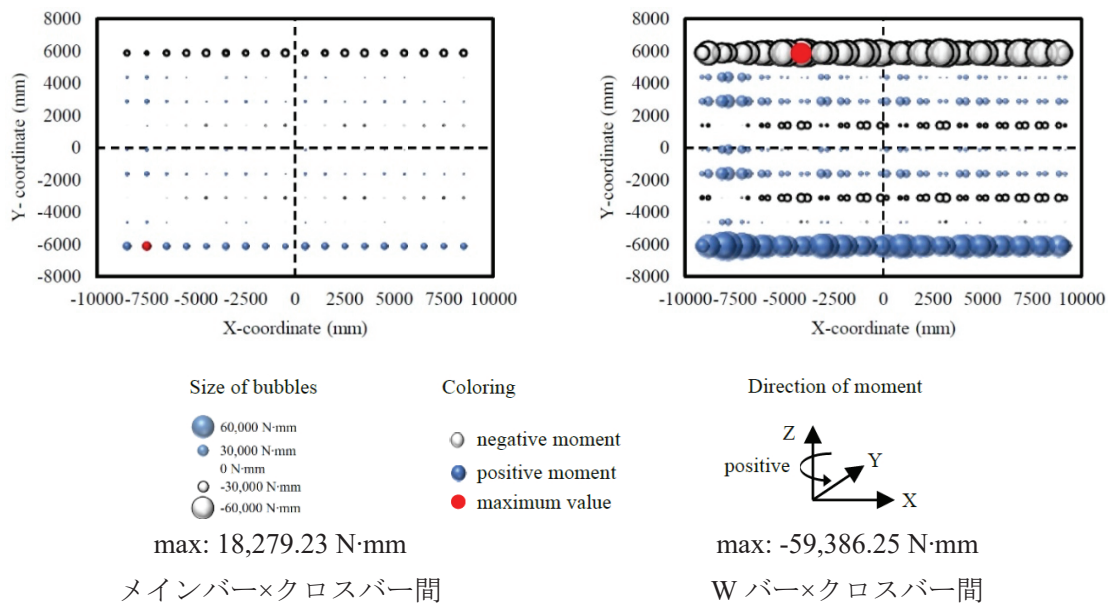 8000
6000
4000
2000
0
-2000
-4000
-6000
8000
-10000 -7500 -5000 -2500 0 2500 5000 7500 10000
Y- coordinate (mm)
X-coordinate (mm)
8000
6000
4000
2000
0
-2000
-4000
-6000
8000
-10000 -7500 -5000 -2500 0 2500 5000 7500 10000
Y-coordinate (mm)
X-coordinate (mm)
Size of bubbles
60,000 N·mm
30,000 N·mm
0 N·mm
-30,000 N·mm
-60,000 N·mm
Coloring
negative moment
positive moment
maximum value
Direction of moment
Z
positive
Y
X
max: 18,279.23 N·mm
メインバー×クロスバー間
max: -59,386.25 N·mm
W バー×クロスバー間